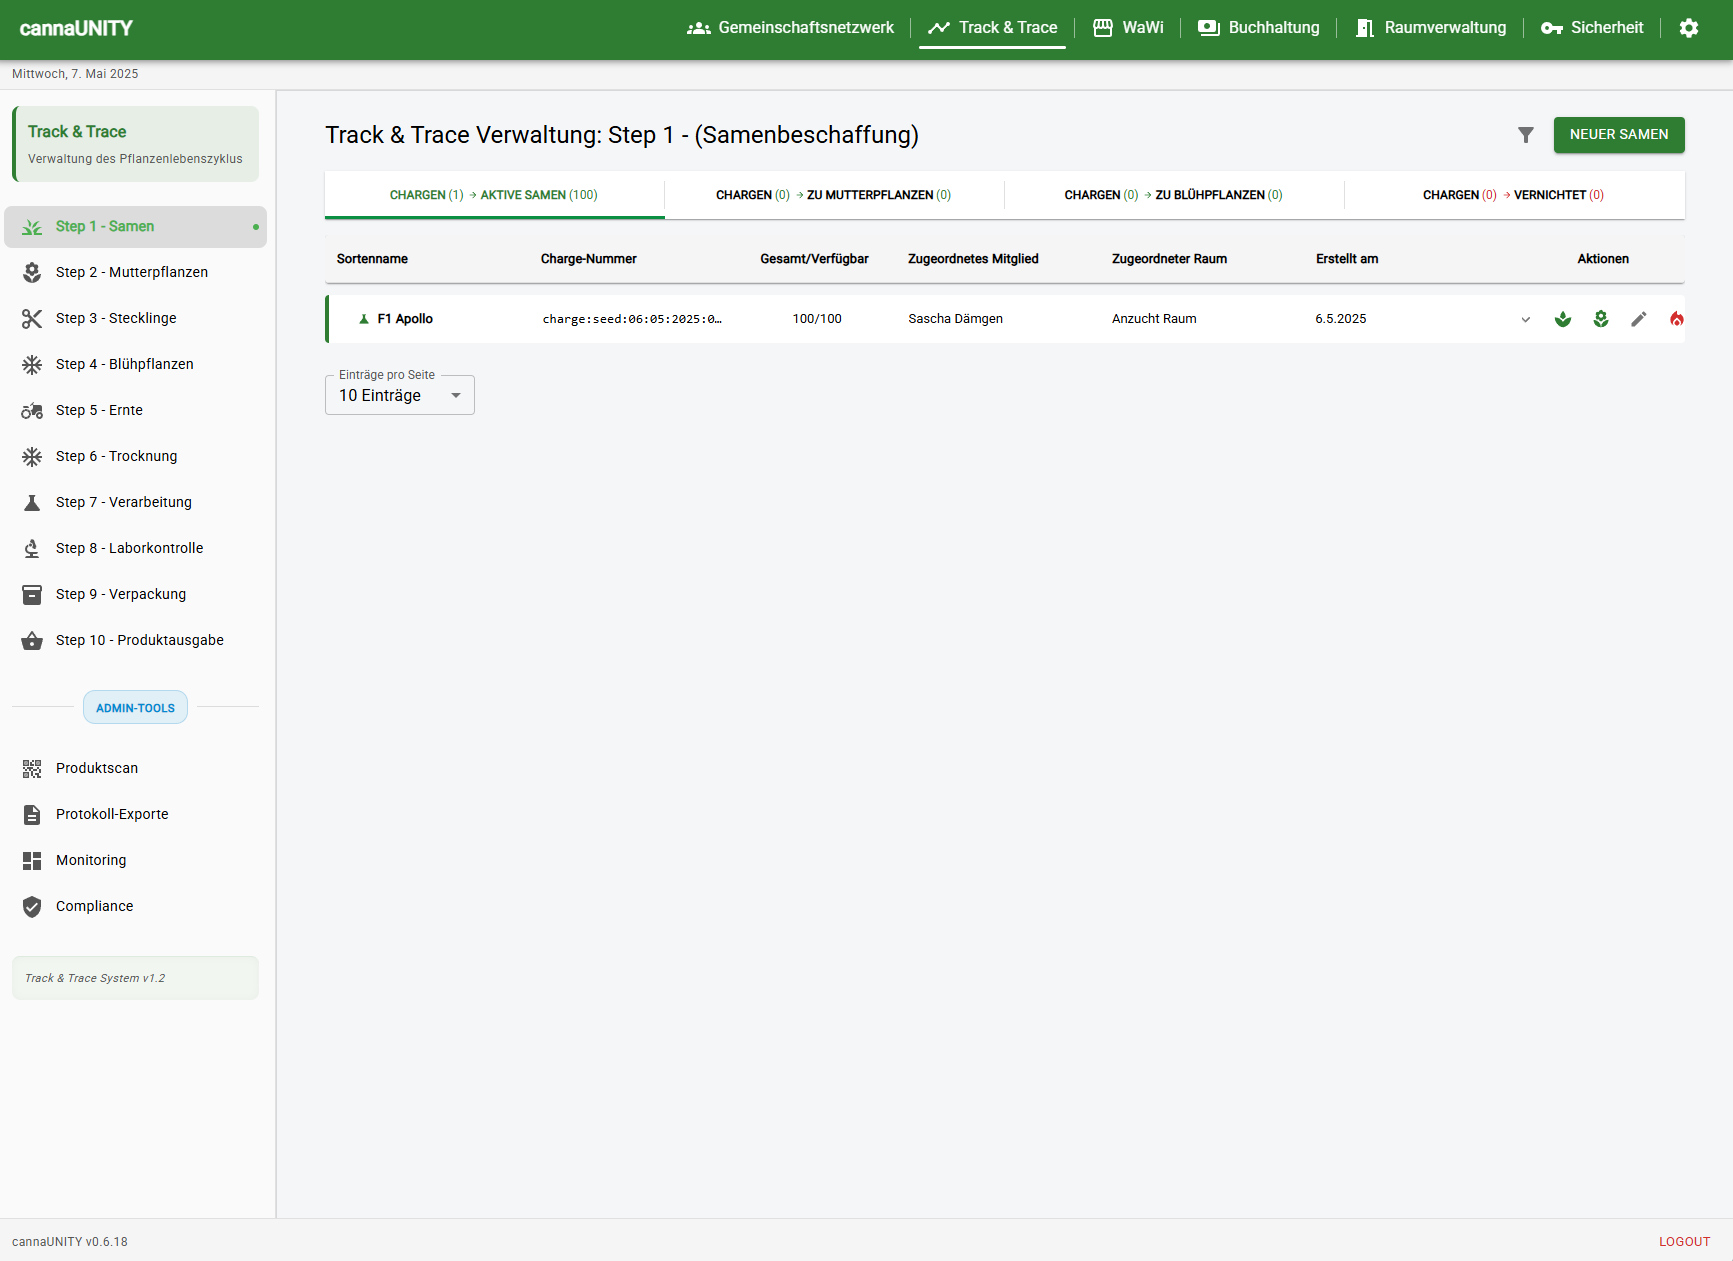 cannaUNITY
Gemeinschaftsnetzwerk
Track & Trace
WaWi
Buchhaltung
Raumverwaltung
Sicherheit
Mittwoch, 7. Mai 2025
Track & Trace
Verwaltung des Pflanzenlebenszyklus
Step 1 - Samen
Step 2 - Mutterpflanzen
Step 3 - Stecklinge
Step 4 - Blühpflanzen
Step 5 - Ernte
Step 6 - Trocknung
Step 7 - Verarbeitung
Step 8 - Laborkontrolle
Step 9 - Verpackung
Step 10 - Produktausgabe
ADMIN-TOOLS
Produktscan
Protokoll-Exporte
Monitoring
Compliance
Track & Trace System v1.2
Track & Trace Verwaltung: Step 1 - (Samenbeschaffung)
NEUER SAMEN
CHARGEN (1) → AKTIVE SAMEN (100)
CHARGEN (0) → ZU MUTTERPFLANZEN (0)
CHARGEN (0) → ZU BLÜHPFLANZEN (0)
CHARGEN (0) → VERNICHTET (0)
Sortenname Charge-Nummer Gesamt/Verfügbar Zugeordnetes Mitglied Zugeordneter Raum Erstellt am Aktionen
F1 Apollo charge:seed:06:05:2025:0… 100/100 Sascha Dämgen Anzucht Raum 6.5.2025
Einträge pro Seite
10 Einträge
cannaUNITY v0.6.18
LOGOUT